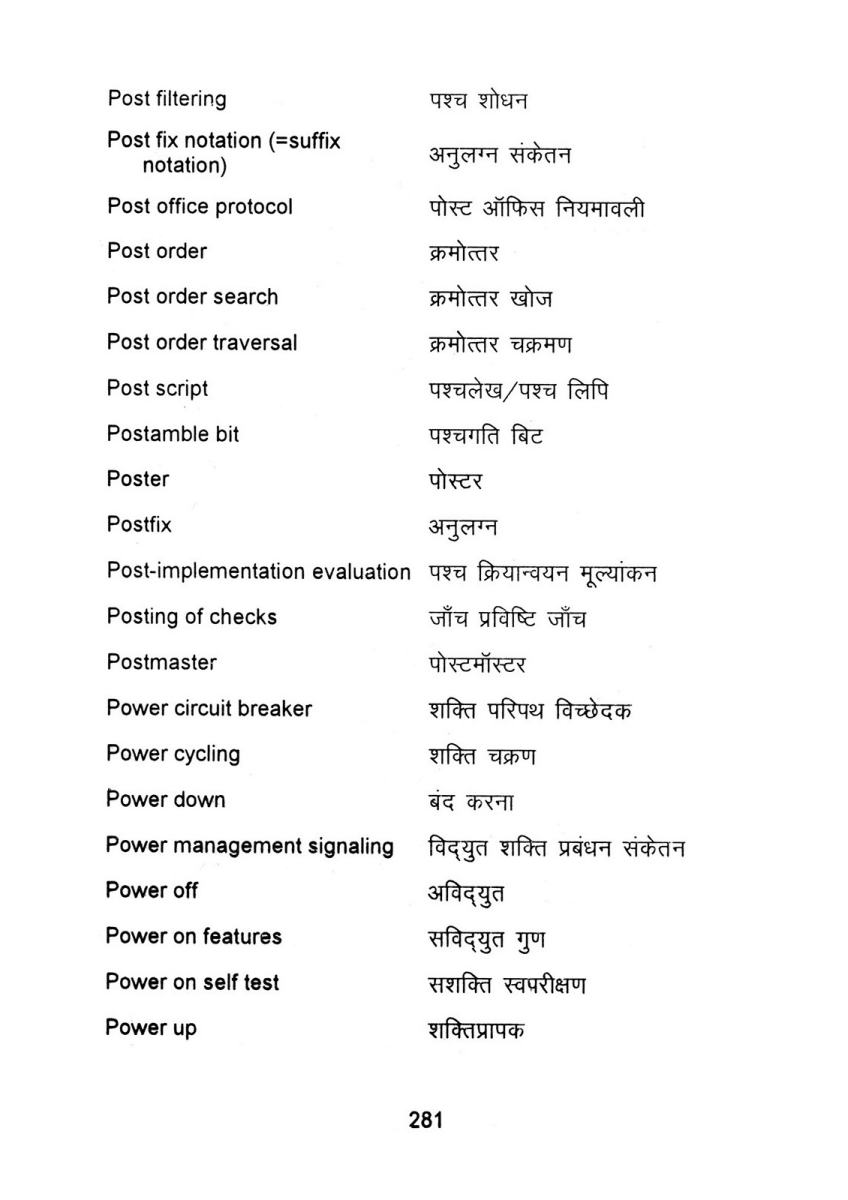 Post filtering पश्च शोधन
Post fix notation (=suffix
notation) अनुलग्न संकेतन
Post office protocol पोस्ट ऑफिस नियमावली
Post order क्रमोत्तर
Post order search क्रमोत्तर खोज
Post order traversal क्रमोत्तर चक्रमण
Post script पश्चलेख/पश्च लिपि
Postamble bit पश्चगति बिट
Poster पोस्टर
Postfix अनुलग्न
Post-implementation evaluation पश्च क्रियान्वयन मूल्यांकन
Posting of checks जाँच प्रविष्टि जाँच
Postmaster पोस्टमॉस्टर
Power circuit breaker शक्ति परिपथ विच्छेदक
Power cycling शक्ति चक्रण
Power down बंद करना
Power management signaling विद्युत शक्ति प्रबंधन संकेतन
Power off अविद्युत
Power on features सविद्युत गुण
Power on self test सशक्ति स्वपरीक्षण
Power up शक्तिप्रापक
281